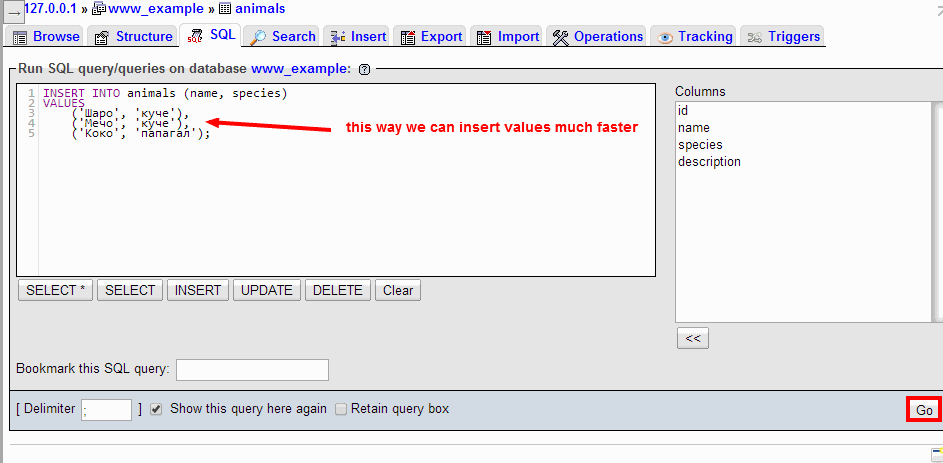 127.0.0.1 » www_example » animals
Browse Structure SQL Search Insert Export Import Operations Tracking Triggers
Run SQL query/queries on database www_example:
1 INSERT INTO animals (name, species)
2 VALUES
3 ('Шаро', 'куче'),
4 ('Мечо', 'куче'),
5 ('Коко', 'папагал');
this way we can insert values much faster
Columns
id
name
species
description
SELECT * SELECT INSERT UPDATE DELETE Clear
<<
Bookmark this SQL query:
[ Delimiter ; ] Show this query here again Retain query box Go